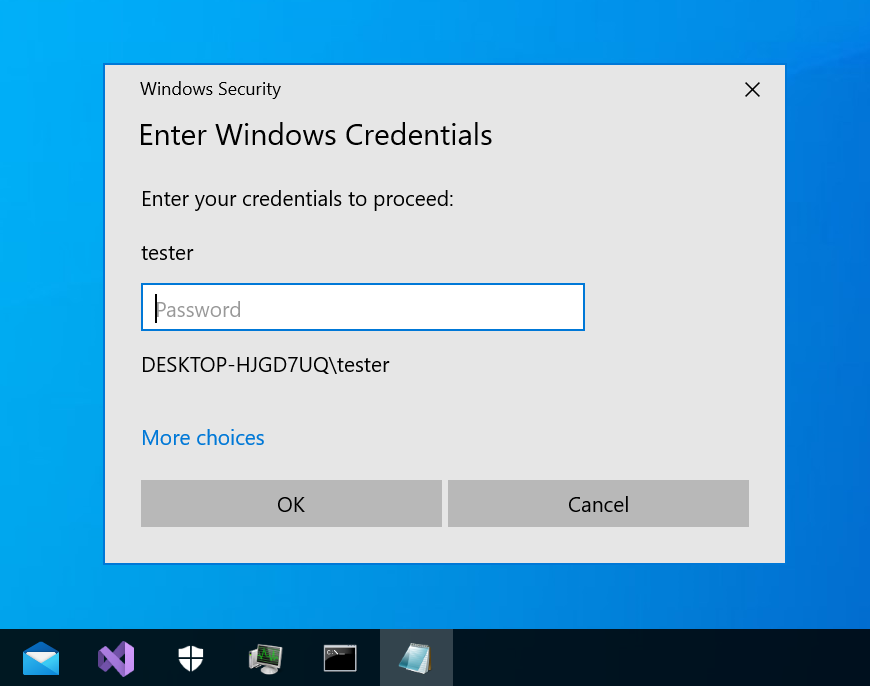 Windows Security
Enter Windows Credentials
Enter your credentials to proceed:
tester
Password
DESKTOP-HJGD7UQ\tester
More choices
OK
Cancel